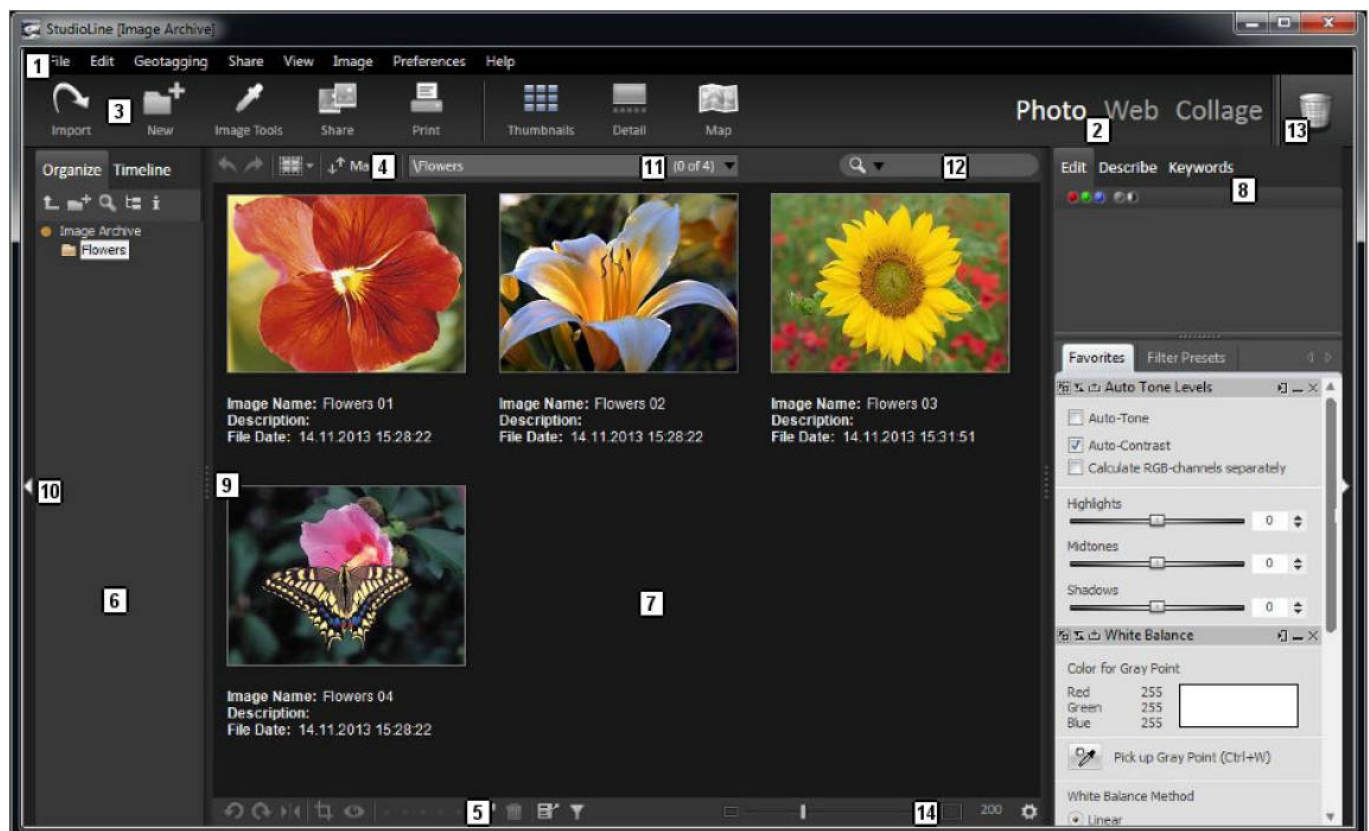 StudioLine [Image Archive]
1 File Edit Geotagging Share View Image Preferences Help
3
Import New Image Tools Share Print Thumbnails Detail Map
Photo Web Collage
2
13
Organize Timeline
4 \Flowers 11 (0 of 4) 12
Edit Describe Keywords
8
Image Archive
Flowers
Image Name: Flowers 01
Description:
File Date: 14.11.2013 15:28:22
Image Name: Flowers 02
Description:
File Date: 14.11.2013 15:28:22
Image Name: Flowers 03
Description:
File Date: 14.11.2013 15:31:51
10
9
6
7
Image Name: Flowers 04
Description:
File Date: 14.11.2013 15:28:22
5
14
200
Favorites Filter Presets
Auto Tone Levels
Auto-Tone
Auto-Contrast
Calculate RGB-channels separately
Highlights
0
Midtones
0
Shadows
0
White Balance
Color for Gray Point
Red 255
Green 255
Blue 255
Pick up Gray Point (Ctrl+W)
White Balance Method
Linear